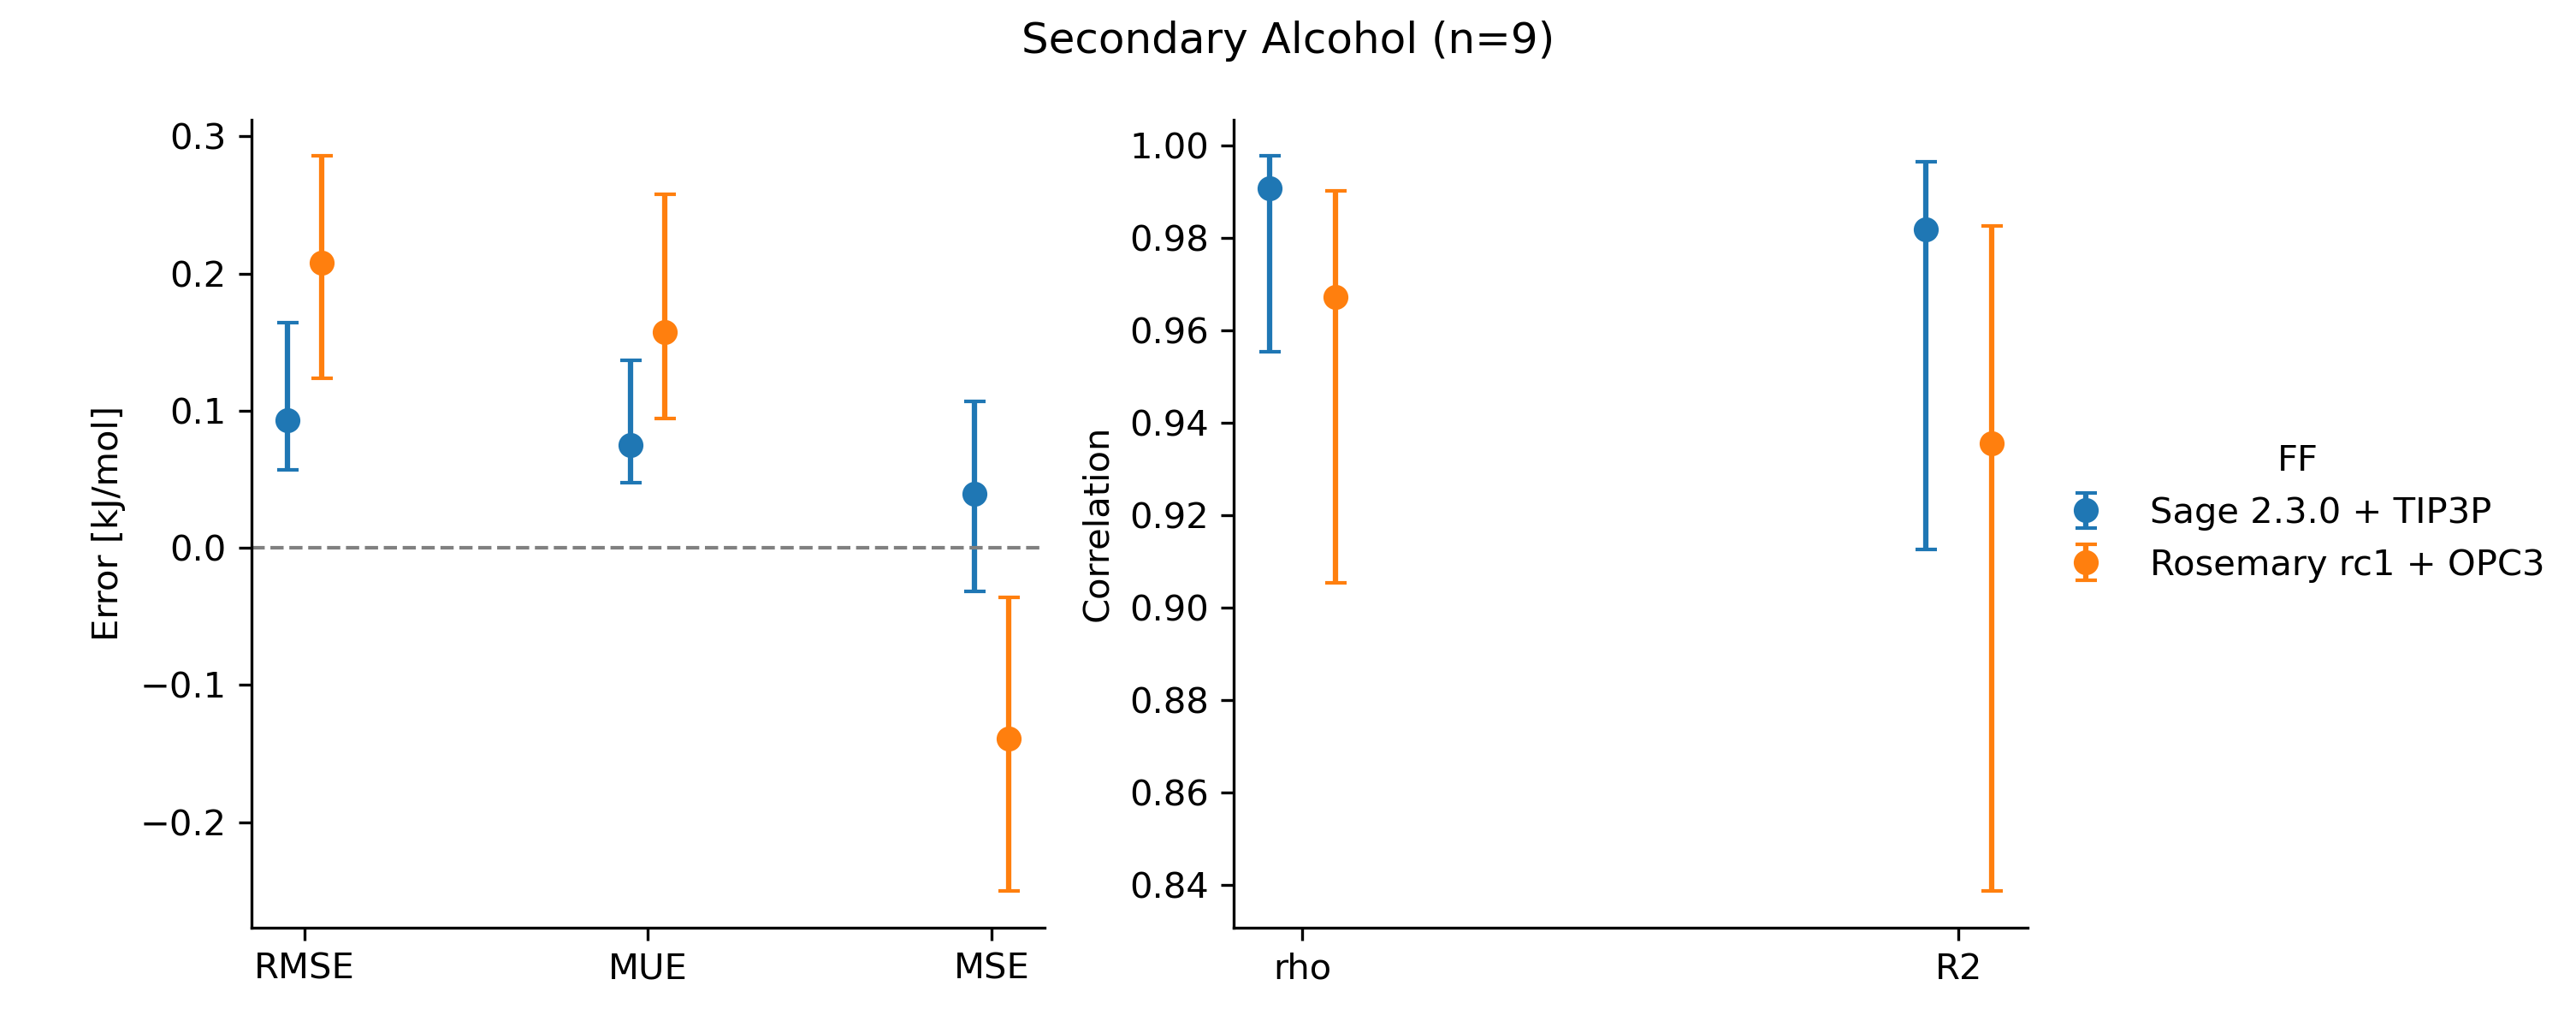 Secondary Alcohol (n=9)
Error [kJ/mol]
0.3
0.2
0.1
0.0
−0.1
−0.2
RMSE
MUE
MSE
Correlation
1.00
0.98
0.96
0.94
0.92
0.90
0.88
0.86
0.84
rho
R2
FF
Sage 2.3.0 + TIP3P
Rosemary rc1 + OPC3